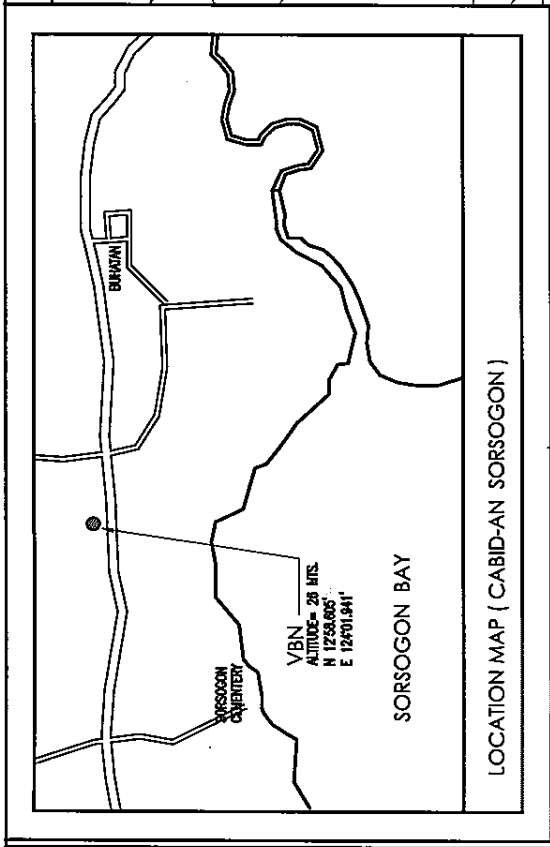 BUHATAN
SORSOGON
CEMENTERY
VBN
ALTITUDE= 26 MTS.
N 12°58.605'
E 124°01.941'
SORSOGON BAY
LOCATION MAP ( CABID-AN SORSOGON )